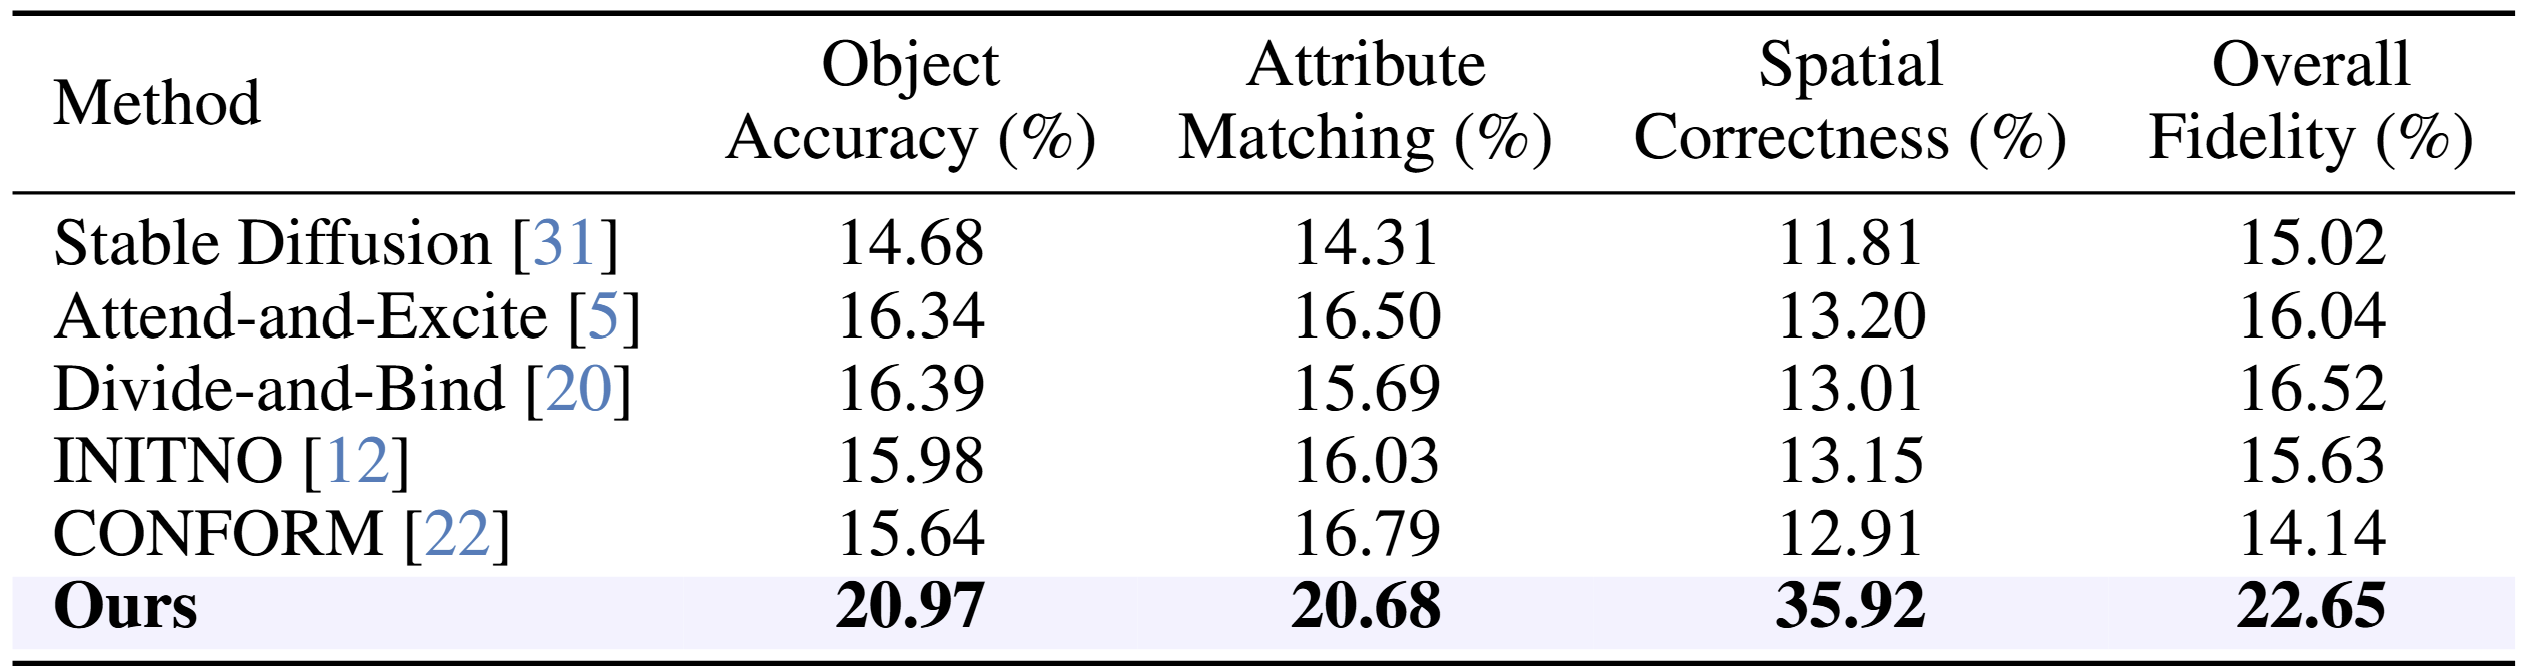 Method Object Accuracy (%) Attribute Matching (%) Spatial Correctness (%) Overall Fidelity (%)
Stable Diffusion [31] 14.68 14.31 11.81 15.02
Attend-and-Excite [5] 16.34 16.50 13.20 16.04
Divide-and-Bind [20] 16.39 15.69 13.01 16.52
INITNO [12] 15.98 16.03 13.15 15.63
CONFORM [22] 15.64 16.79 12.91 14.14
Ours 20.97 20.68 35.92 22.65